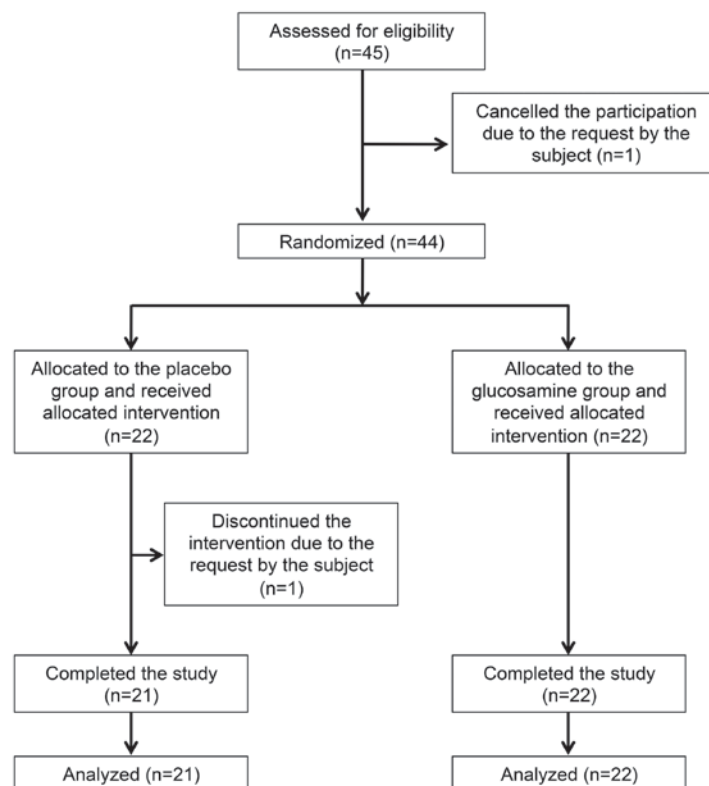 Assessed for eligibility
(n=45)
Cancelled the participation
due to the request by the
subject (n=1)
Randomized (n=44)
Allocated to the placebo
group and received
allocated intervention
(n=22)
Allocated to the
glucosamine group and
received allocated
intervention (n=22)
Discontinued the
intervention due to the
request by the subject
(n=1)
Completed the study
(n=21)
Completed the study
(n=22)
Analyzed (n=21)
Analyzed (n=22)